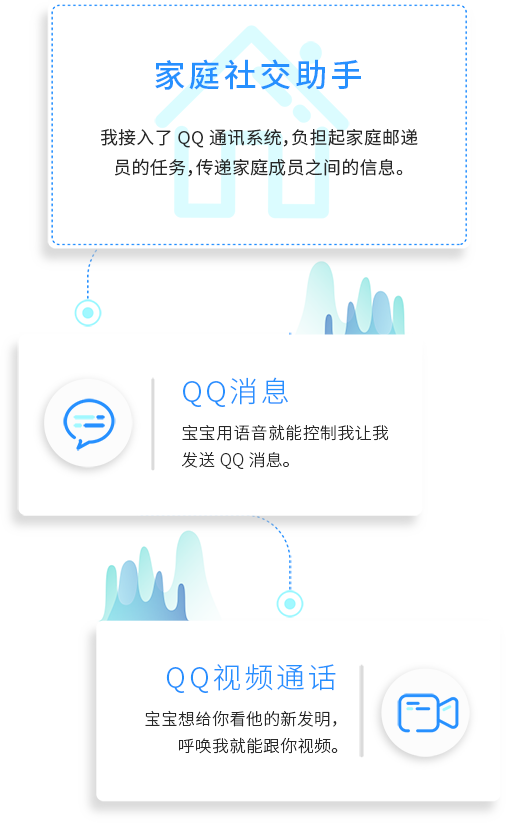 家庭社交助手
我接入了 QQ 通讯系统,负担起家庭邮递
员的任务,传递家庭成员之间的信息。
QQ消息
宝宝用语音就能控制我让我
发送 QQ 消息。
QQ视频通话
宝宝想给你看他的新发明，
呼唤我就能跟你视频。